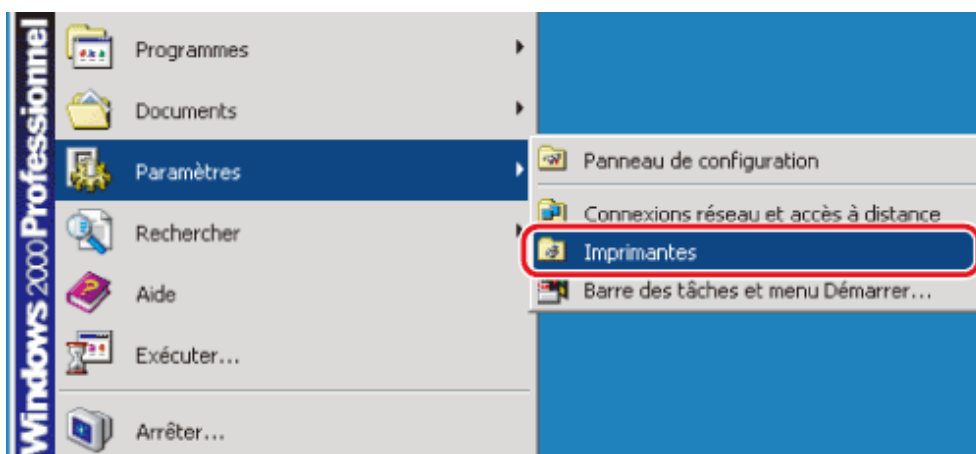 Windows 2000 Professionnel
Programmes
Documents
Paramètres
Rechercher
Aide
Exécuter...
Arrêter...
Panneau de configuration
Connexions réseau et accès à distance
Imprimantes
Barre des tâches et menu Démarrer...